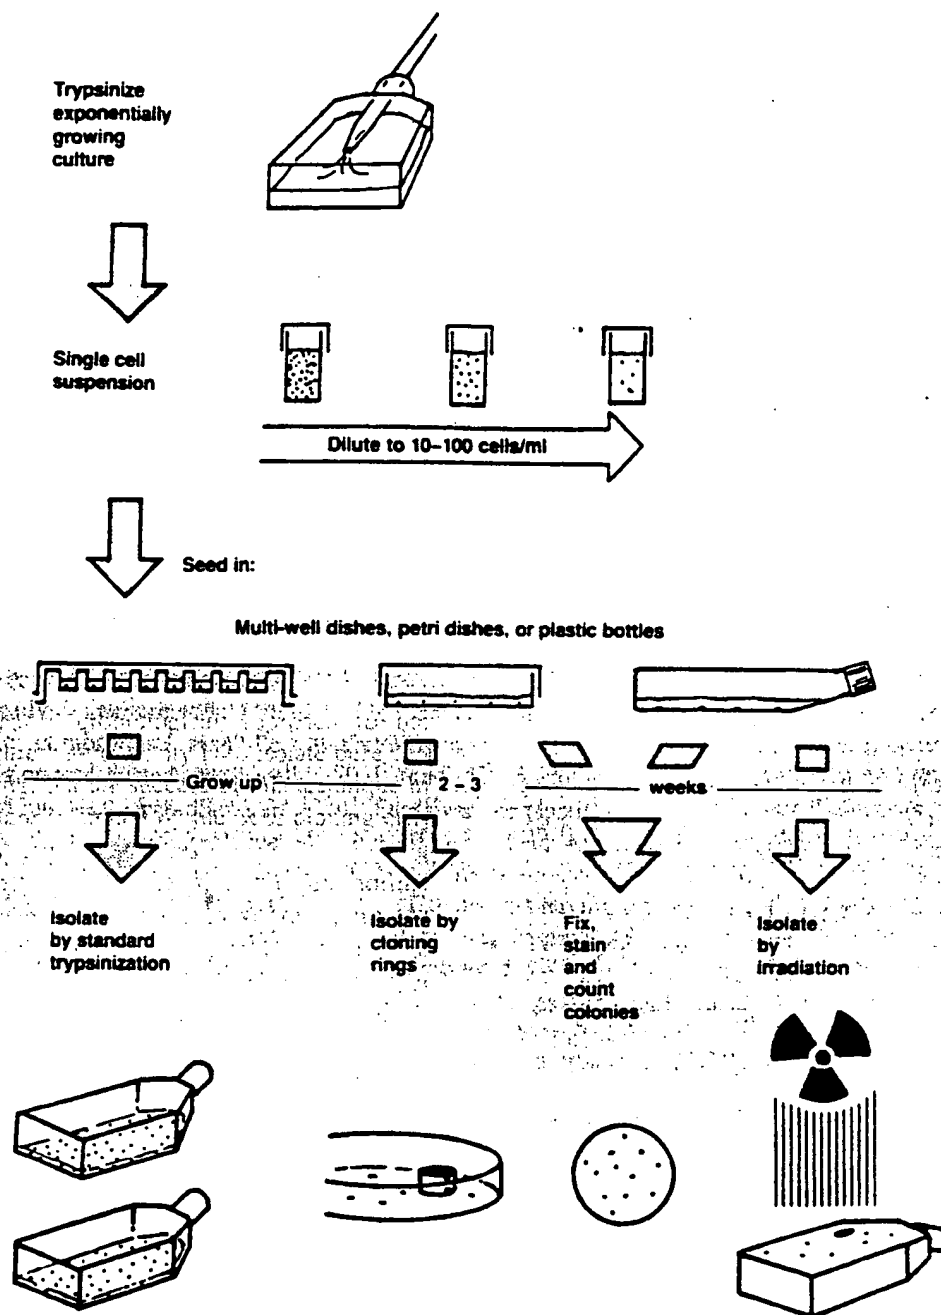 Trypsinize
exponentially
growing
culture
Single cell
suspension
Dilute to 10–100 cells/ml
Seed in:
Multi-well dishes, petri dishes, or plastic bottles
Grow up 2 – 3 weeks
Isolate
by standard
trypsinization
Isolate by
cloning
rings
Fix,
stain
and
count
colonies
Isolate
by
irradiation